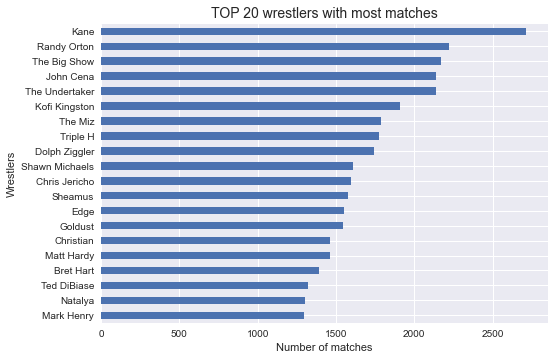 TOP 20 wrestlers with most matches
Wrestlers
Kane
Randy Orton
The Big Show
John Cena
The Undertaker
Kofi Kingston
The Miz
Triple H
Dolph Ziggler
Shawn Michaels
Chris Jericho
Sheamus
Edge
Goldust
Christian
Matt Hardy
Bret Hart
Ted DiBiase
Natalya
Mark Henry
0 500 1000 1500 2000 2500
Number of matches